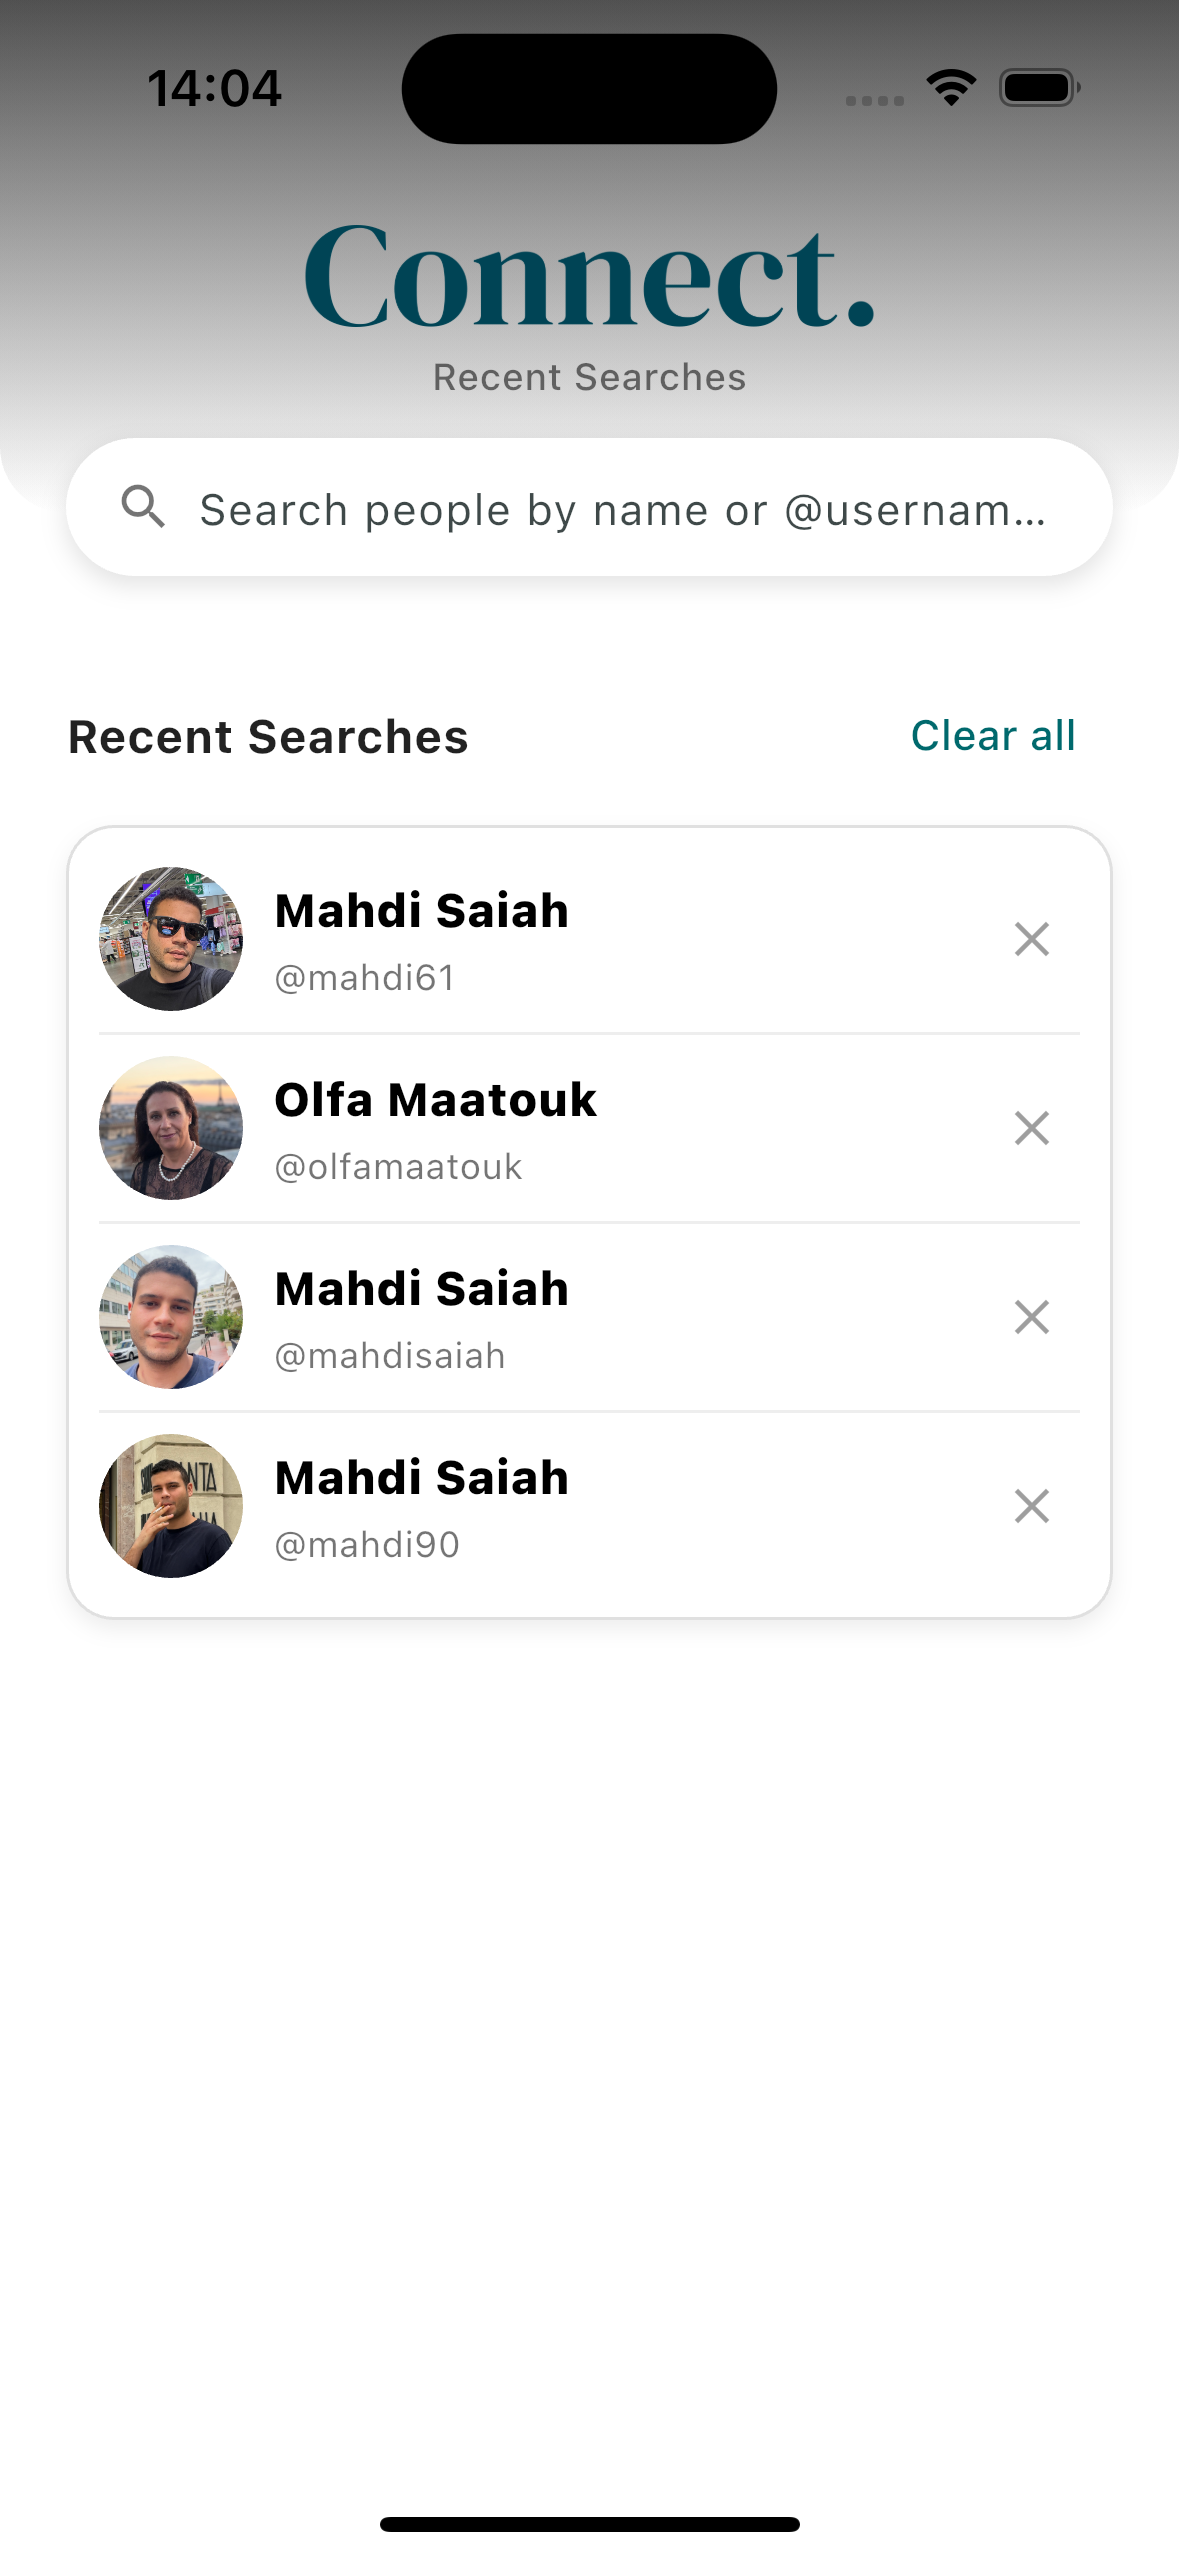 14:04
Connect.
Recent Searches
Search people by name or @usernam...
Recent Searches
Clear all
Mahdi Saiah
@mahdi61
Olfa Maatouk
@olfamaatouk
Mahdi Saiah
@mahdisaiah
Mahdi Saiah
@mahdi90